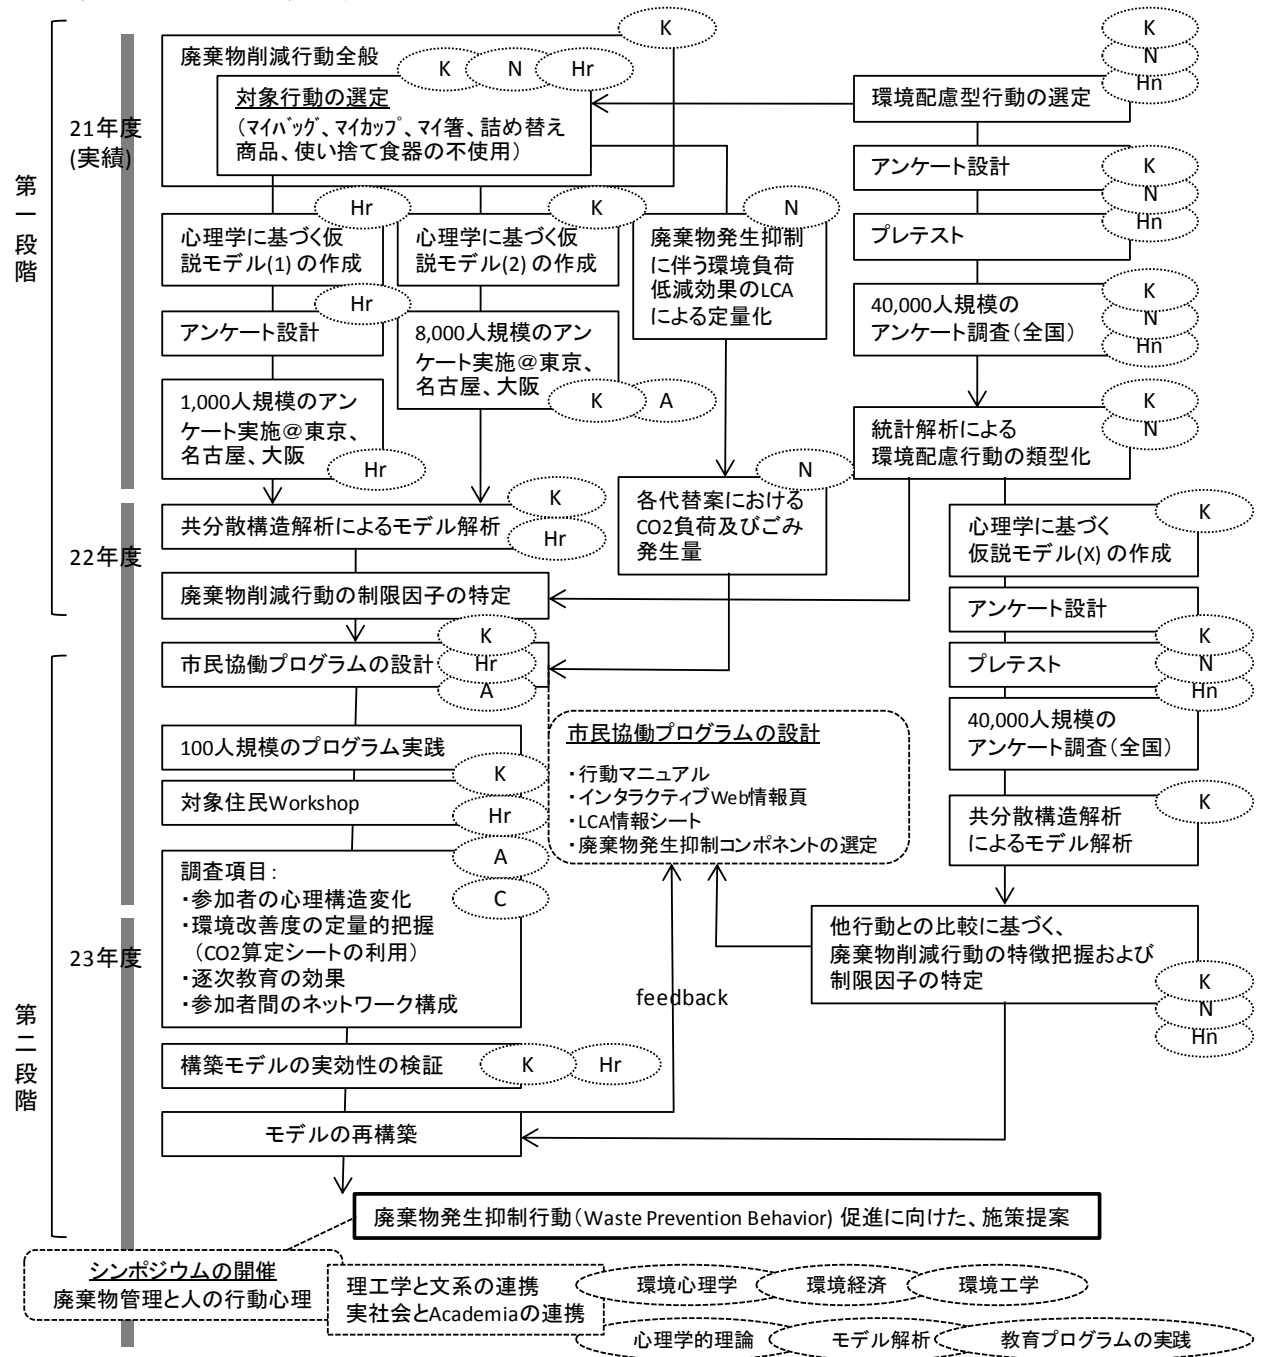 第一段階
21年度
(実績)
廃棄物削減行動全般
K
K
N
Hr
対象行動の選定
(マイバッグ、マイカップ、マイ箸、詰め替え
商品、使い捨て食器の不使用)
環境配慮型行動の選定
K
N
Hn
アンケート設計
プレテスト
K
N
Hn
40,000人規模の
アンケート調査(全国)
K
N
Hn
統計解析による
環境配慮行動の類型化
K
N
心理学に基づく仮
説モデル(1) の作成
Hr
アンケート設計
Hr
1,000人規模のアン
ケート実施@東京、
名古屋、大阪
Hr
心理学に基づく仮
説モデル(2) の作成
K
8,000人規模のアン
ケート実施@東京、
名古屋、大阪
K
A
廃棄物発生抑制
に伴う環境負荷
低減効果のLCA
による定量化
N
22年度
共分散構造解析によるモデル解析
K
Hr
各代替案における
CO2負荷及びごみ
発生量
N
廃棄物削減行動の制限因子の特定
心理学に基づく
仮説モデル(X) の作成
K
アンケート設計
プレテスト
K
N
Hn
40,000人規模の
アンケート調査(全国)
共分散構造解析
によるモデル解析
K
第二段階
市民協働プログラムの設計
K
Hr
A
100人規模のプログラム実践
対象住民Workshop
K
Hr
A
C
市民協働プログラムの設計
・行動マニュアル
・インタラクティブWeb情報頁
・LCA情報シート
・廃棄物発生抑制コンポネントの選定
23年度
調査項目:
・参加者の心理構造変化
・環境改善度の定量的把握
(CO2算定シートの利用)
・逐次教育の効果
・参加者間のネットワーク構成
feedback
他行動との比較に基づく、
廃棄物削減行動の特徴把握および
制限因子の特定
K
N
Hn
構築モデルの実効性の検証
K
Hr
モデルの再構築
廃棄物発生抑制行動(Waste Prevention Behavior) 促進に向けた、施策提案
シンポジウムの開催
廃棄物管理と人の行動心理
理工学と文系の連携
実社会とAcademiaの連携
環境心理学
環境経済
環境工学
心理学的理論
モデル解析
教育プログラムの実践